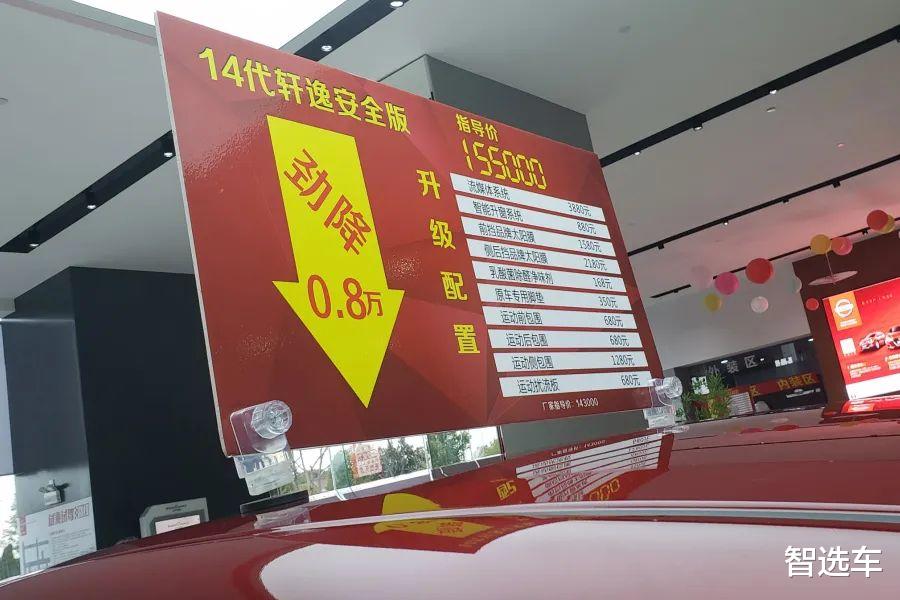 14代轩逸安全版
劲降
0.8万
升级配置
指导价
155000
流媒体系统 3880元
智能升窗系统 880元
前挡品牌太阳膜 1580元
侧后挡品牌太阳膜 2180元
乳酸菌除醛净味剂 168元
原车专用脚垫 350元
运动前包围 680元
运动后包围 680元
运动侧包围 1280元
运动扰流板 680元
厂家指导价：143000
外装区
内装区
智选车